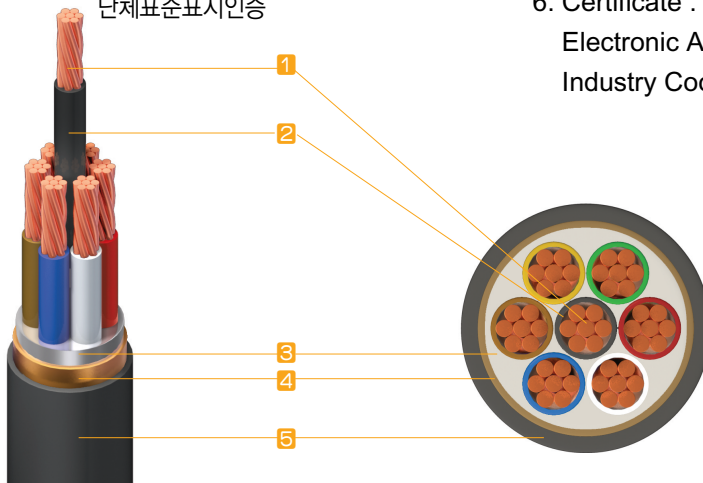 단체표준표시인증
6. Certificate :
Electronic A
Industry Coo
1
2
3
4
5